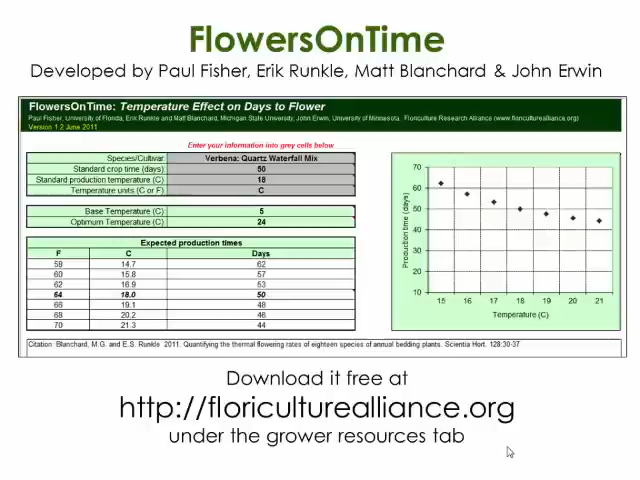 FlowersOnTime
Developed by Paul Fisher, Erik Runkle, Matt Blanchard & John Erwin
FlowersOnTime: Temperature Effect on Days to Flower
Paul Fisher, University of Florida, Erik Runkle and Matt Blanchard, Michigan State University, John Erwin, University of Minnesota. Floriculture Research Alliance (www.floriculturealliance.org)
Version 1.2 June 2011
Enter your information into grey cells below
Species/Cultivar Verbena: Quartz Waterfall Mix
Standard crop time (days) 50
Standard production temperature (C) 18
Temperature units (C or F) C
Base Temperature (C) 5
Optimum Temperature (C) 24
Expected production times
F C Days
58 14.7 62
60 15.8 57
62 16.9 53
64 18.0 50
66 19.1 48
68 20.2 46
70 21.3 44
Production time (days)
70
60
50
40
30
20
10
15 16 17 18 19 20 21
Temperature (C)
Citation Blanchard, M.G. and E.S. Runkle 2011. Quantifying the thermal flowering rates of eighteen species of annual bedding plants. Scientia Hort. 128:30-37
Download it free at
http://floriculturealliance.org
under the grower resources tab